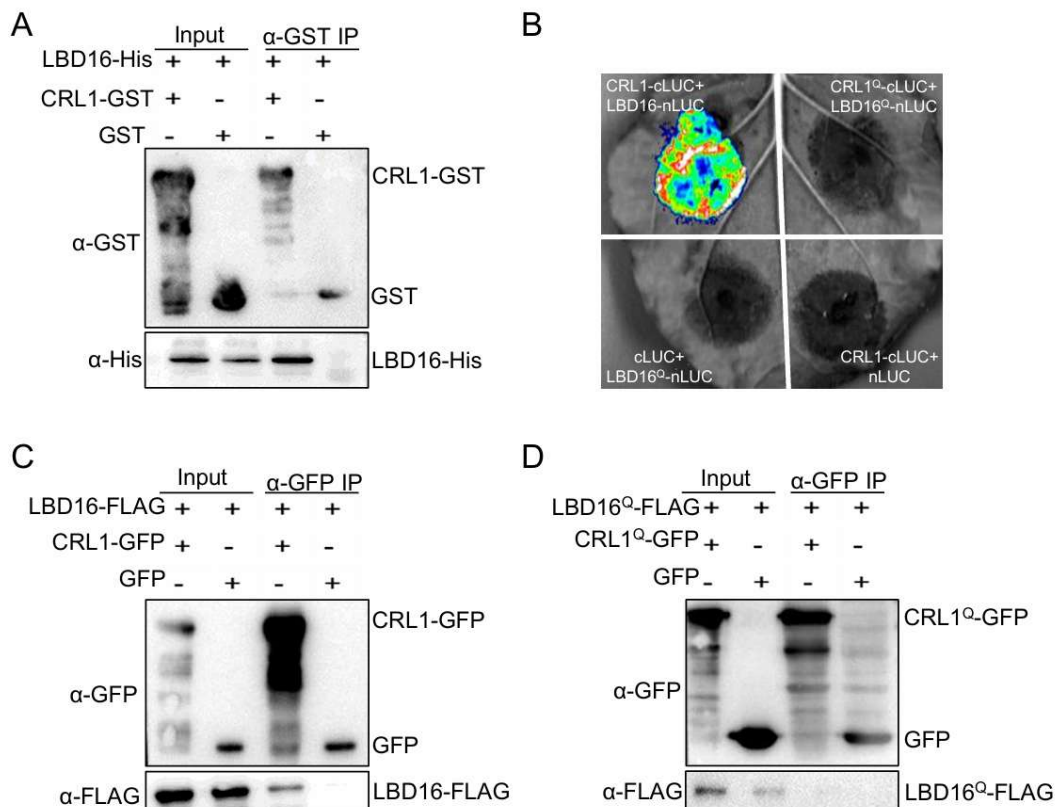 A
Input
α-GST IP
LBD16-His + + + +
CRL1-GST + - + -
GST - + - +
α-GST
CRL1-GST
GST
α-His
LBD16-His
B
CRL1-cLUC+
LBD16-nLUC
CRL1Q-cLUC+
LBD16Q-nLUC
cLUC+
LBD16Q-nLUC
CRL1-cLUC+
nLUC
C
Input
α-GFP IP
LBD16-FLAG + + + +
CRL1-GFP + - + -
GFP - + - +
α-GFP
CRL1-GFP
GFP
α-FLAG
LBD16-FLAG
D
Input
α-GFP IP
LBD16Q-FLAG + + + +
CRL1Q-GFP + - + -
GFP - + - +
α-GFP
CRL1Q-GFP
GFP
α-FLAG
LBD16Q-FLAG